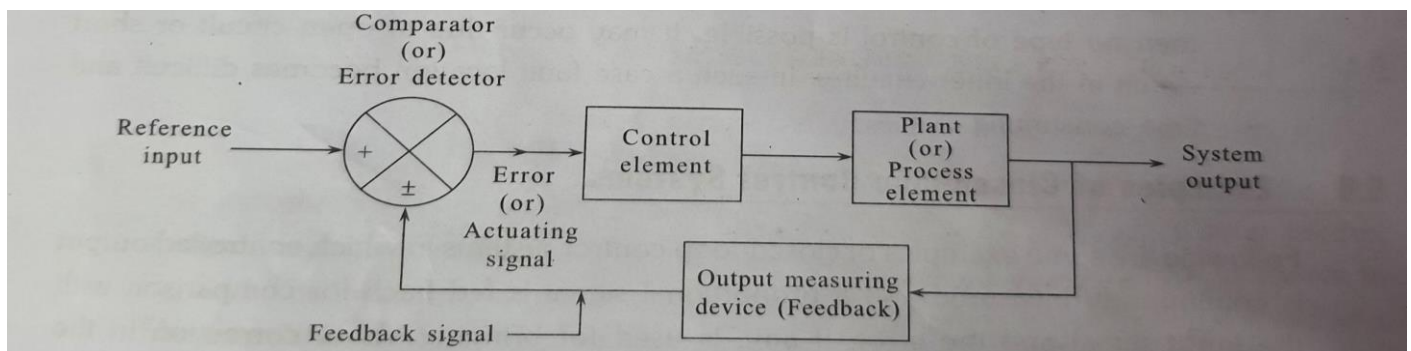 Comparator
(or)
Error detector
Reference
input
+
±
Error
(or)
Actuating
signal
Control
element
Plant
(or)
Process
element
System
output
Output measuring
device (Feedback)
Feedback signal